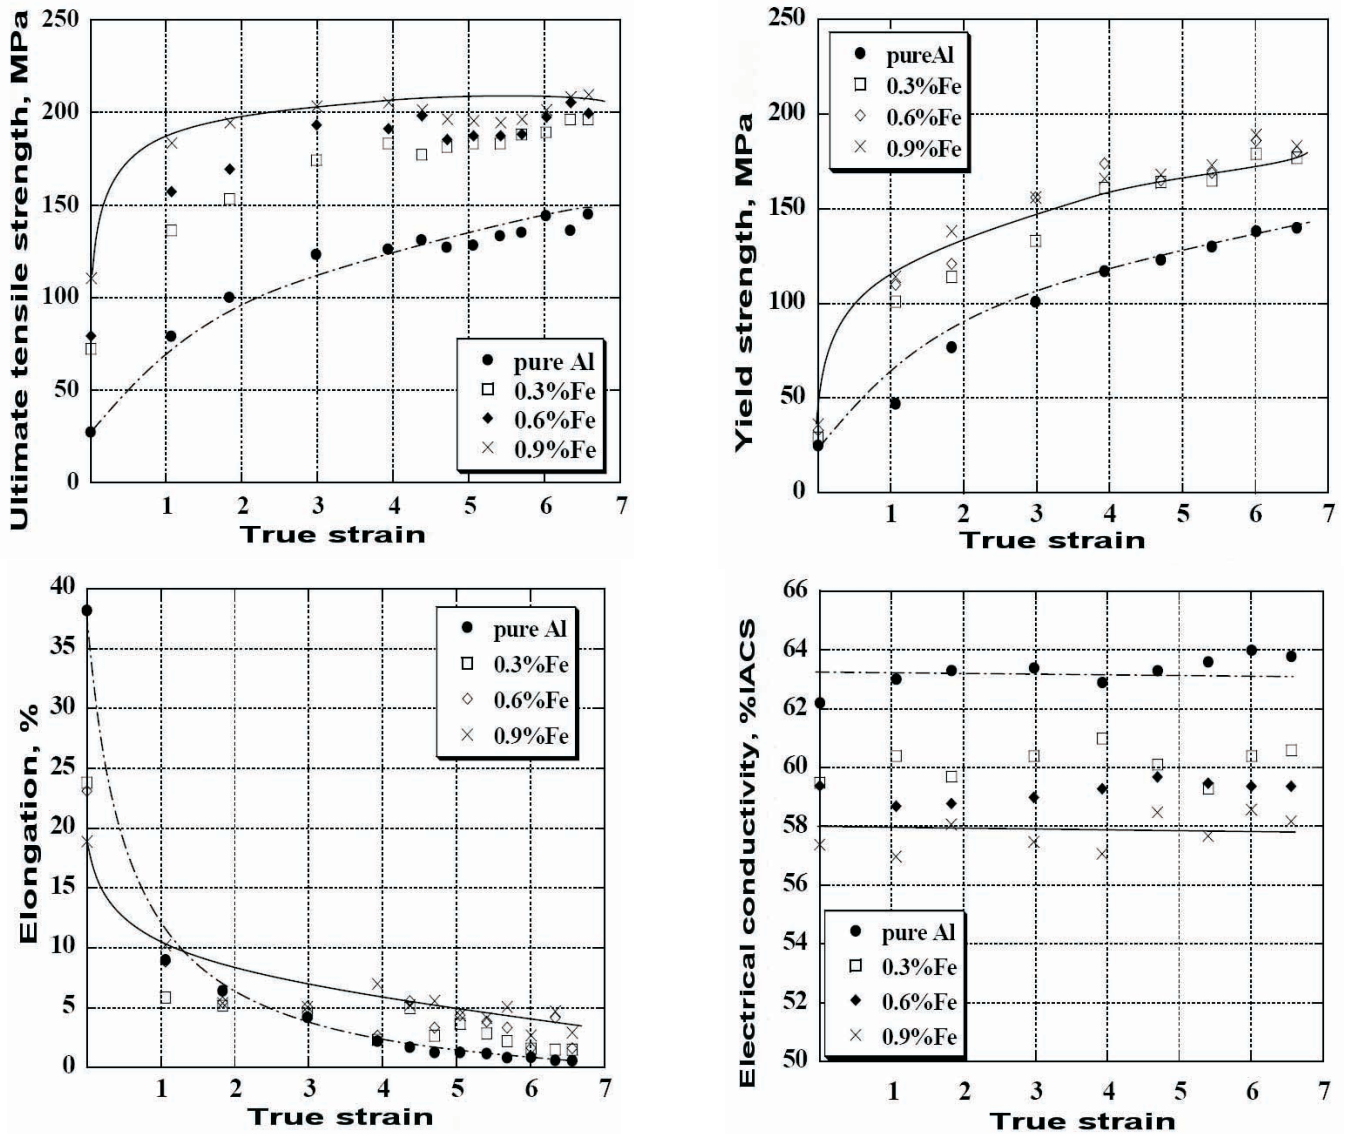 Ultimate tensile strength, MPa
250
200
150
100
50
0
1 2 3 4 5 6 7
True strain
pure Al
0.3%Fe
0.6%Fe
0.9%Fe
Yield strength, MPa
250
200
150
100
50
0
1 2 3 4 5 6 7
True strain
pureAl
0.3%Fe
0.6%Fe
0.9%Fe
Elongation, %
40
35
30
25
20
15
10
5
0
1 2 3 4 5 6 7
True strain
pure Al
0.3%Fe
0.6%Fe
0.9%Fe
Electrical conductivity, %IACS
66
64
62
60
58
56
54
52
50
1 2 3 4 5 6 7
True strain
pure Al
0.3%Fe
0.6%Fe
0.9%Fe